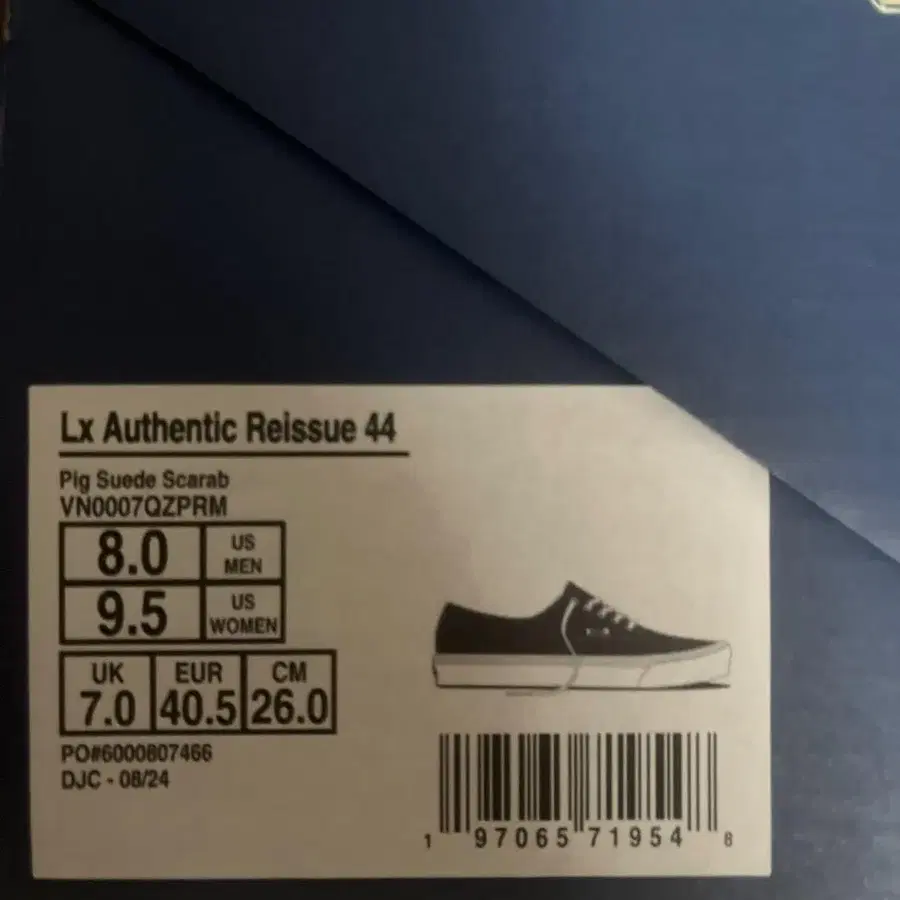 Lx Authentic Reissue 44
Pig Suede Scarab
VN0007QZPRM
8.0 US MEN
9.5 US WOMEN
UK EUR CM
7.0 40.5 26.0
PO#6000807466
DJC - 08/24
1 97065 71954 8